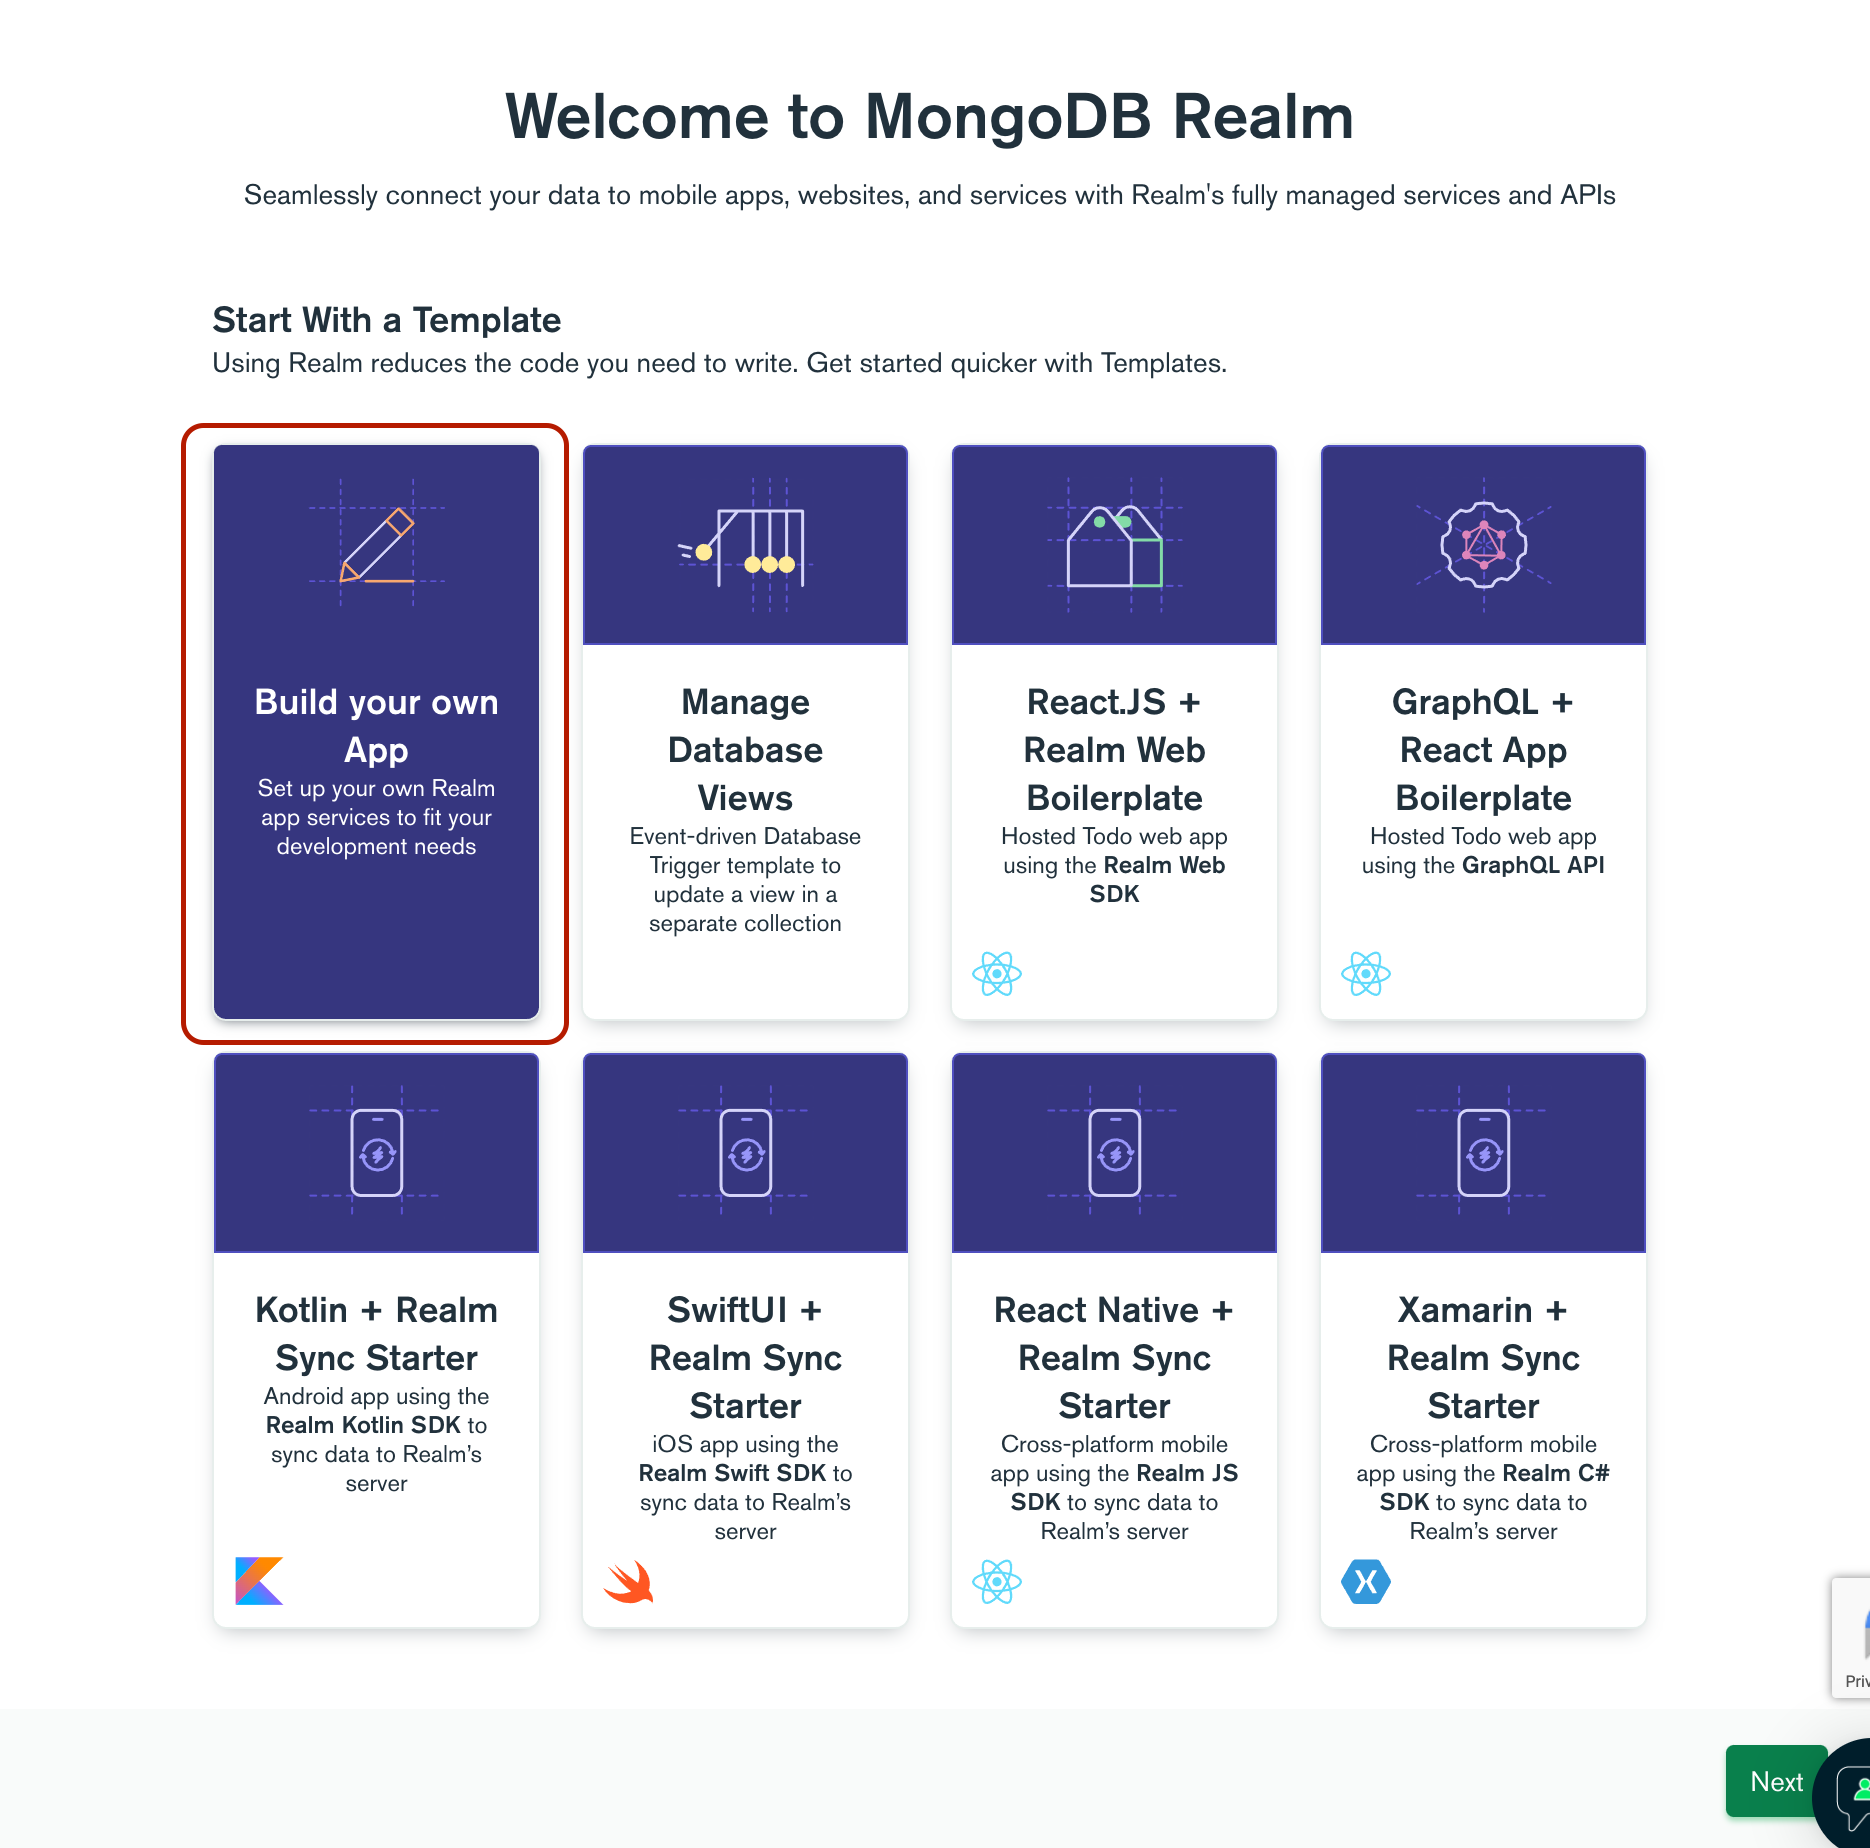 Welcome to MongoDB Realm
Seamlessly connect your data to mobile apps, websites, and services with Realm's fully managed services and APIs
Start With a Template
Using Realm reduces the code you need to write. Get started quicker with Templates.
Build your own
App
Set up your own Realm
app services to fit your
development needs
Manage
Database
Views
Event-driven Database
Trigger template to
update a view in a
separate collection
React.JS +
Realm Web
Boilerplate
Hosted Todo web app
using the Realm Web
SDK
GraphQL +
React App
Boilerplate
Hosted Todo web app
using the GraphQL API
Kotlin + Realm
Sync Starter
Android app using the
Realm Kotlin SDK to
sync data to Realm’s
server
SwiftUI +
Realm Sync
Starter
iOS app using the
Realm Swift SDK to
sync data to Realm’s
server
React Native +
Realm Sync
Starter
Cross-platform mobile
app using the Realm JS
SDK to sync data to
Realm’s server
Xamarin +
Realm Sync
Starter
Cross-platform mobile
app using the Realm C#
SDK to sync data to
Realm’s server
Next